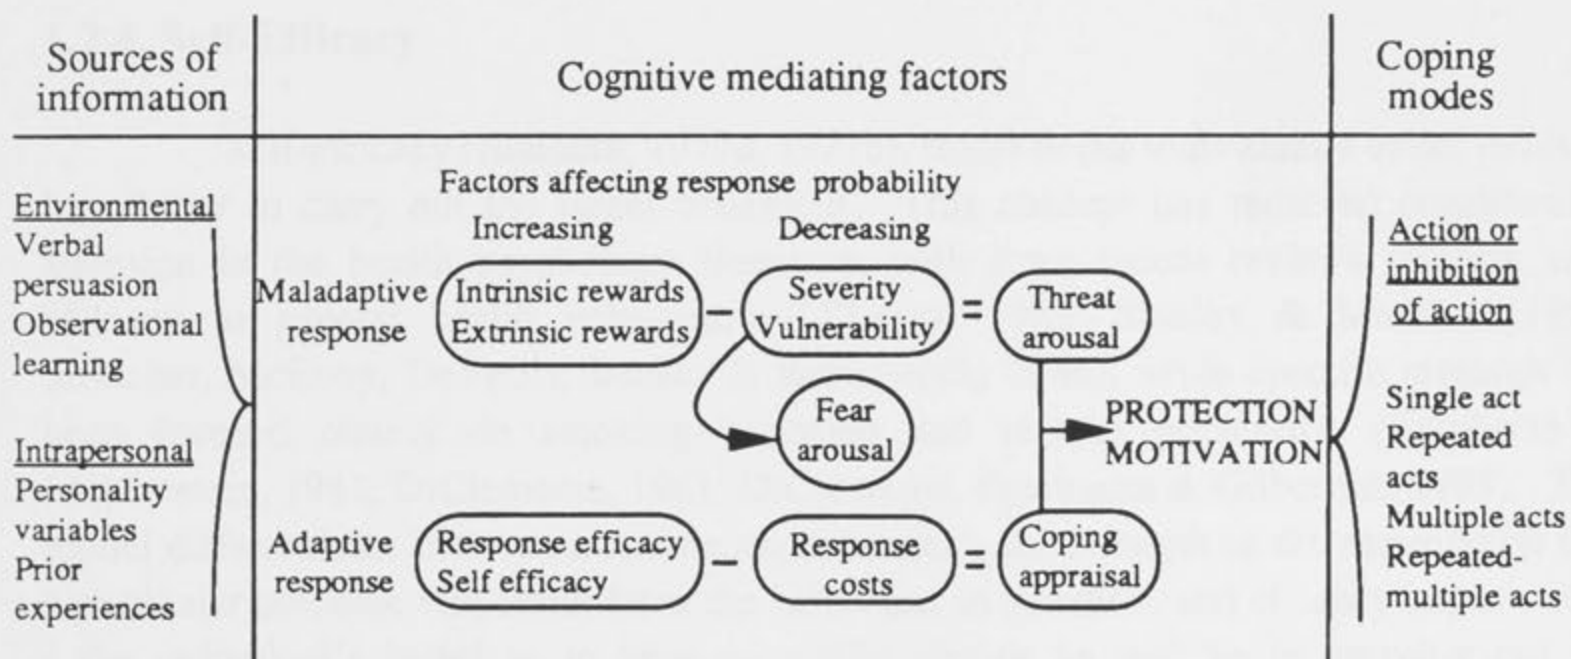 Sources of
information
Cognitive mediating factors
Coping
modes
Environmental
Verbal
persuasion
Observational
learning
Intrapersonal
Personality
variables
Prior
experiences
Factors affecting response probability
Increasing
Decreasing
Maladaptive
response
Intrinsic rewards
Extrinsic rewards
–
Severity
Vulnerability
=
Threat
arousal
Fear
arousal
PROTECTION
MOTIVATION
Adaptive
response
Response efficacy
Self efficacy
–
Response
costs
=
Coping
appraisal
Action or
inhibition
of action
Single act
Repeated
acts
Multiple acts
Repeated-
multiple acts